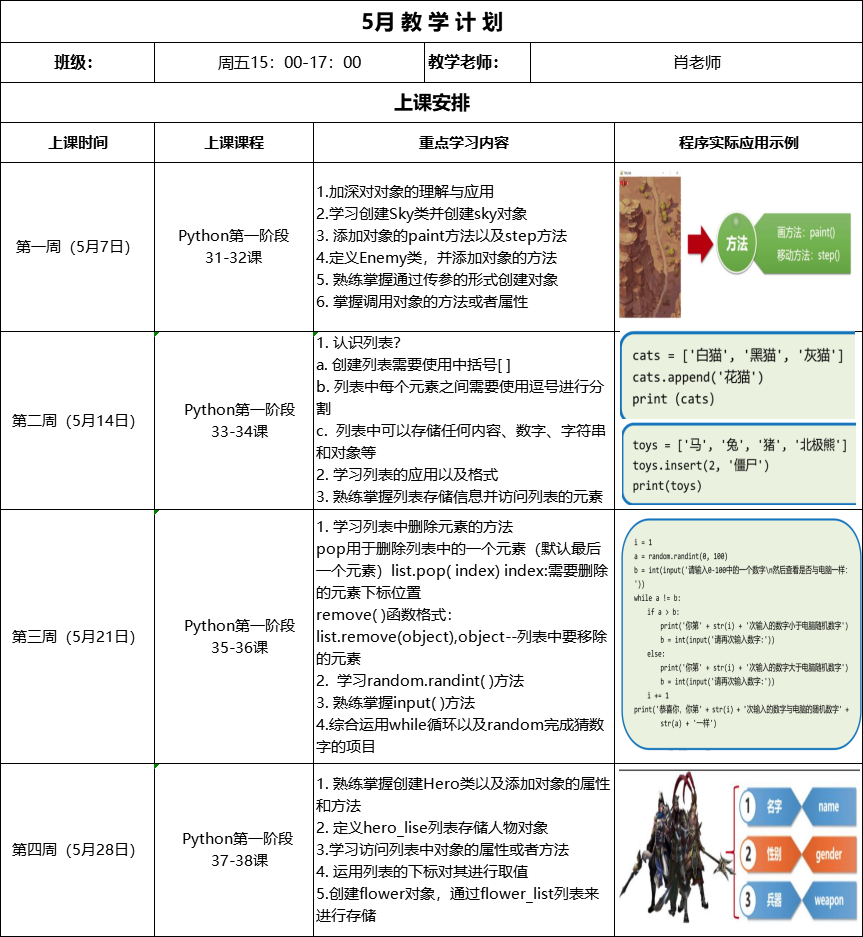 5月 教 学 计 划
班级：
周五15：00-17：00
教学老师：
肖老师
上课安排
上课时间
上课课程
重点学习内容
程序实际应用示例
第一周（5月7日）
Python第一阶段
31-32课
1.加深对对象的理解与应用
2.学习创建Sky类并创建sky对象
3. 添加对象的paint方法以及step方法
4.定义Enemy类，并添加对象的方法
5. 熟练掌握通过传参的形式创建对象
6. 掌握调用对象的方法或者属性
方法
画方法：paint()
移动方法：step()
第二周（5月14日）
Python第一阶段
33-34课
1. 认识列表？
a. 创建列表需要使用中括号[ ]
b. 列表中每个元素之间需要使用逗号进行分
割
c.  列表中可以存储任何内容、数字、字符串
和对象等
2. 学习列表的应用以及格式
3. 熟练掌握列表存储信息并访问列表的元素
cats = ['白猫', '黑猫', '灰猫']
cats.append('花猫')
print (cats)
toys = ['马', '兔', '猪', '北极熊']
toys.insert(2, '僵尸')
print(toys)
第三周（5月21日）
Python第一阶段
35-36课
1. 学习列表中删除元素的方法
pop用于删除列表中的一个元素（默认最后
一个元素）list.pop( index) index:需要删除
的元素下标位置
remove( )函数格式：
list.remove(object),object--列表中要移除
的元素
2.  学习random.randint( )方法
3. 熟练掌握input( )方法
4.综合运用while循环以及random完成猜数
字的项目
i = 1
a = random.randint(0, 100)
b = int(input('请输入0-100中的一个数字\n然后查看是否与电脑一样：
'))
while a != b:
if a > b:
print('你第' + str(i) + '次输入的数字小于电脑随机数字')
b = int(input('请再次输入数字:'))
else:
print('你第' + str(i) + '次输入的数字大于电脑随机数字')
b = int(input('请再次输入数字:'))
i += 1
print('恭喜你，你第' + str(i) + '次输入的数字与电脑的随机数字' +
str(a) + '一样')
第四周（5月28日）
Python第一阶段
37-38课
1. 熟练掌握创建Hero类以及添加对象的属性
和方法
2. 定义hero_lise列表存储人物对象
3.学习访问列表中对象的属性或者方法
4. 运用列表的下标对其进行取值
5.创建flower对象，通过flower_list列表来
进行存储
1 名字 name
2 性别 gender
3 兵器 weapon